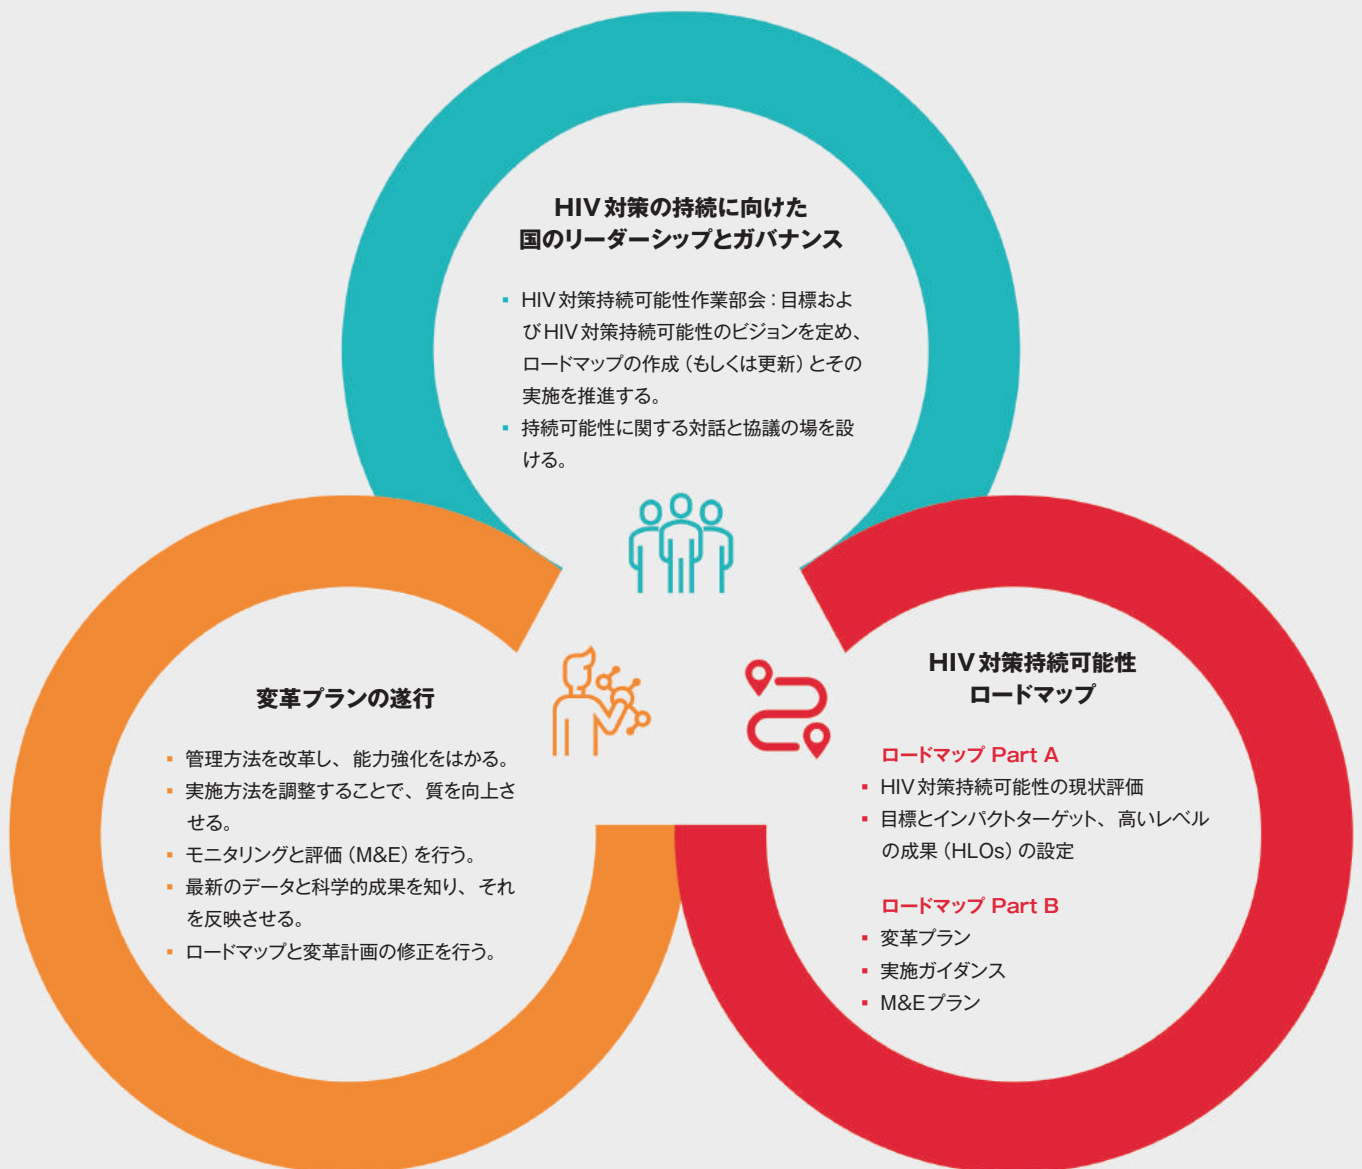 HIV対策の持続に向けた
国のリーダーシップとガバナンス
▪ HIV対策持続可能性作業部会：目標およ
びHIV対策持続可能性のビジョンを定め、
ロードマップの作成（もしくは更新）とその
実施を推進する。
▪ 持続可能性に関する対話と協議の場を設
ける。
変革プランの遂行
▪ 管理方法を改革し、能力強化をはかる。
▪ 実施方法を調整することで、質を向上さ
せる。
▪ モニタリングと評価（M&E）を行う。
▪ 最新のデータと科学的成果を知り、それ
を反映させる。
▪ ロードマップと変革計画の修正を行う。
HIV対策持続可能性
ロードマップ
ロードマップ Part A
▪ HIV対策持続可能性の現状評価
▪ 目標とインパクトターゲット、高いレベル
の成果（HLOs）の設定
ロードマップ Part B
▪ 変革プラン
▪ 実施ガイダンス
▪ M&Eプラン